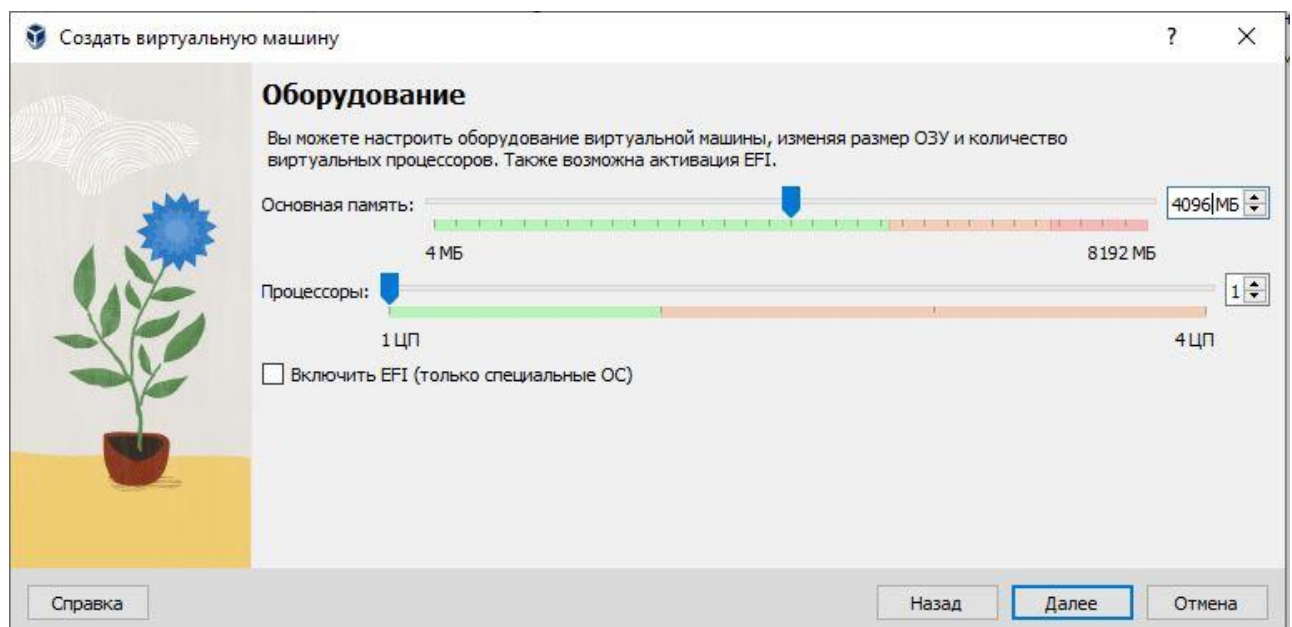 Создать виртуальную машину
?
Оборудование
Вы можете настроить оборудование виртуальной машины, изменяя размер ОЗУ и количество
виртуальных процессоров. Также возможна активация EFI.
Основная память:
4096 МБ
4 МБ
8192 МБ
Процессоры:
1
1 ЦП
4 ЦП
Включить EFI (только специальные ОС)
Справка
Назад
Далее
Отмена